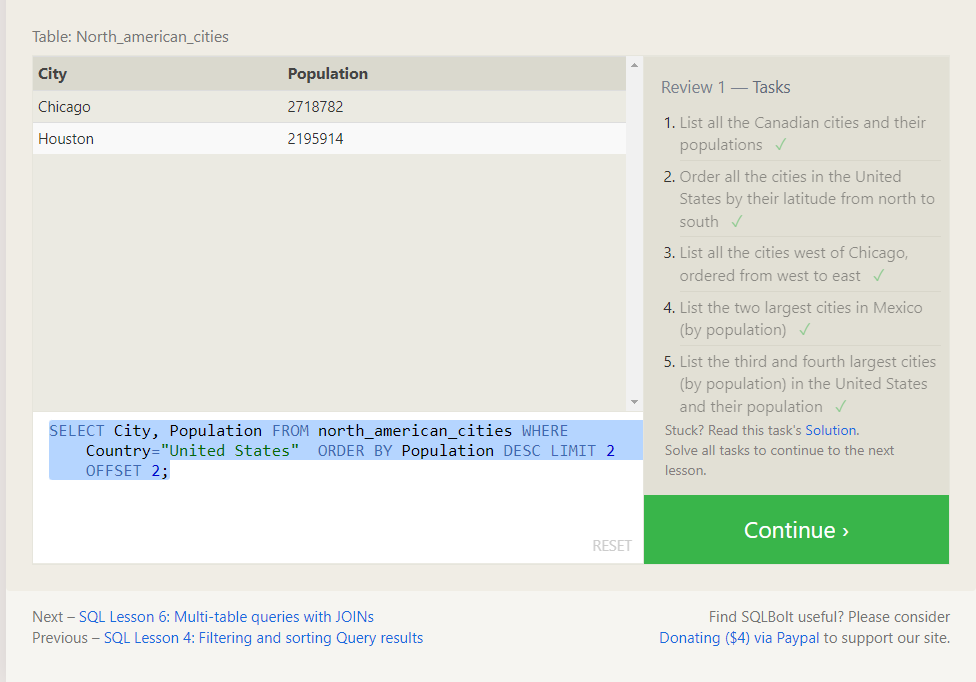 Table: North_american_cities
City Population
Chicago 2718782
Houston 2195914
SELECT City, Population FROM north_american_cities WHERE
Country="United States"  ORDER BY Population DESC LIMIT 2
OFFSET 2;
RESET
Review 1 — Tasks
1. List all the Canadian cities and their
populations ✓
2. Order all the cities in the United
States by their latitude from north to
south ✓
3. List all the cities west of Chicago,
ordered from west to east ✓
4. List the two largest cities in Mexico
(by population) ✓
5. List the third and fourth largest cities
(by population) in the United States
and their population ✓
Stuck? Read this task's Solution.
Solve all tasks to continue to the next
lesson.
Continue ›
Next – SQL Lesson 6: Multi-table queries with JOINs
Previous – SQL Lesson 4: Filtering and sorting Query results
Find SQLBolt useful? Please consider
Donating ($4) via Paypal to support our site.